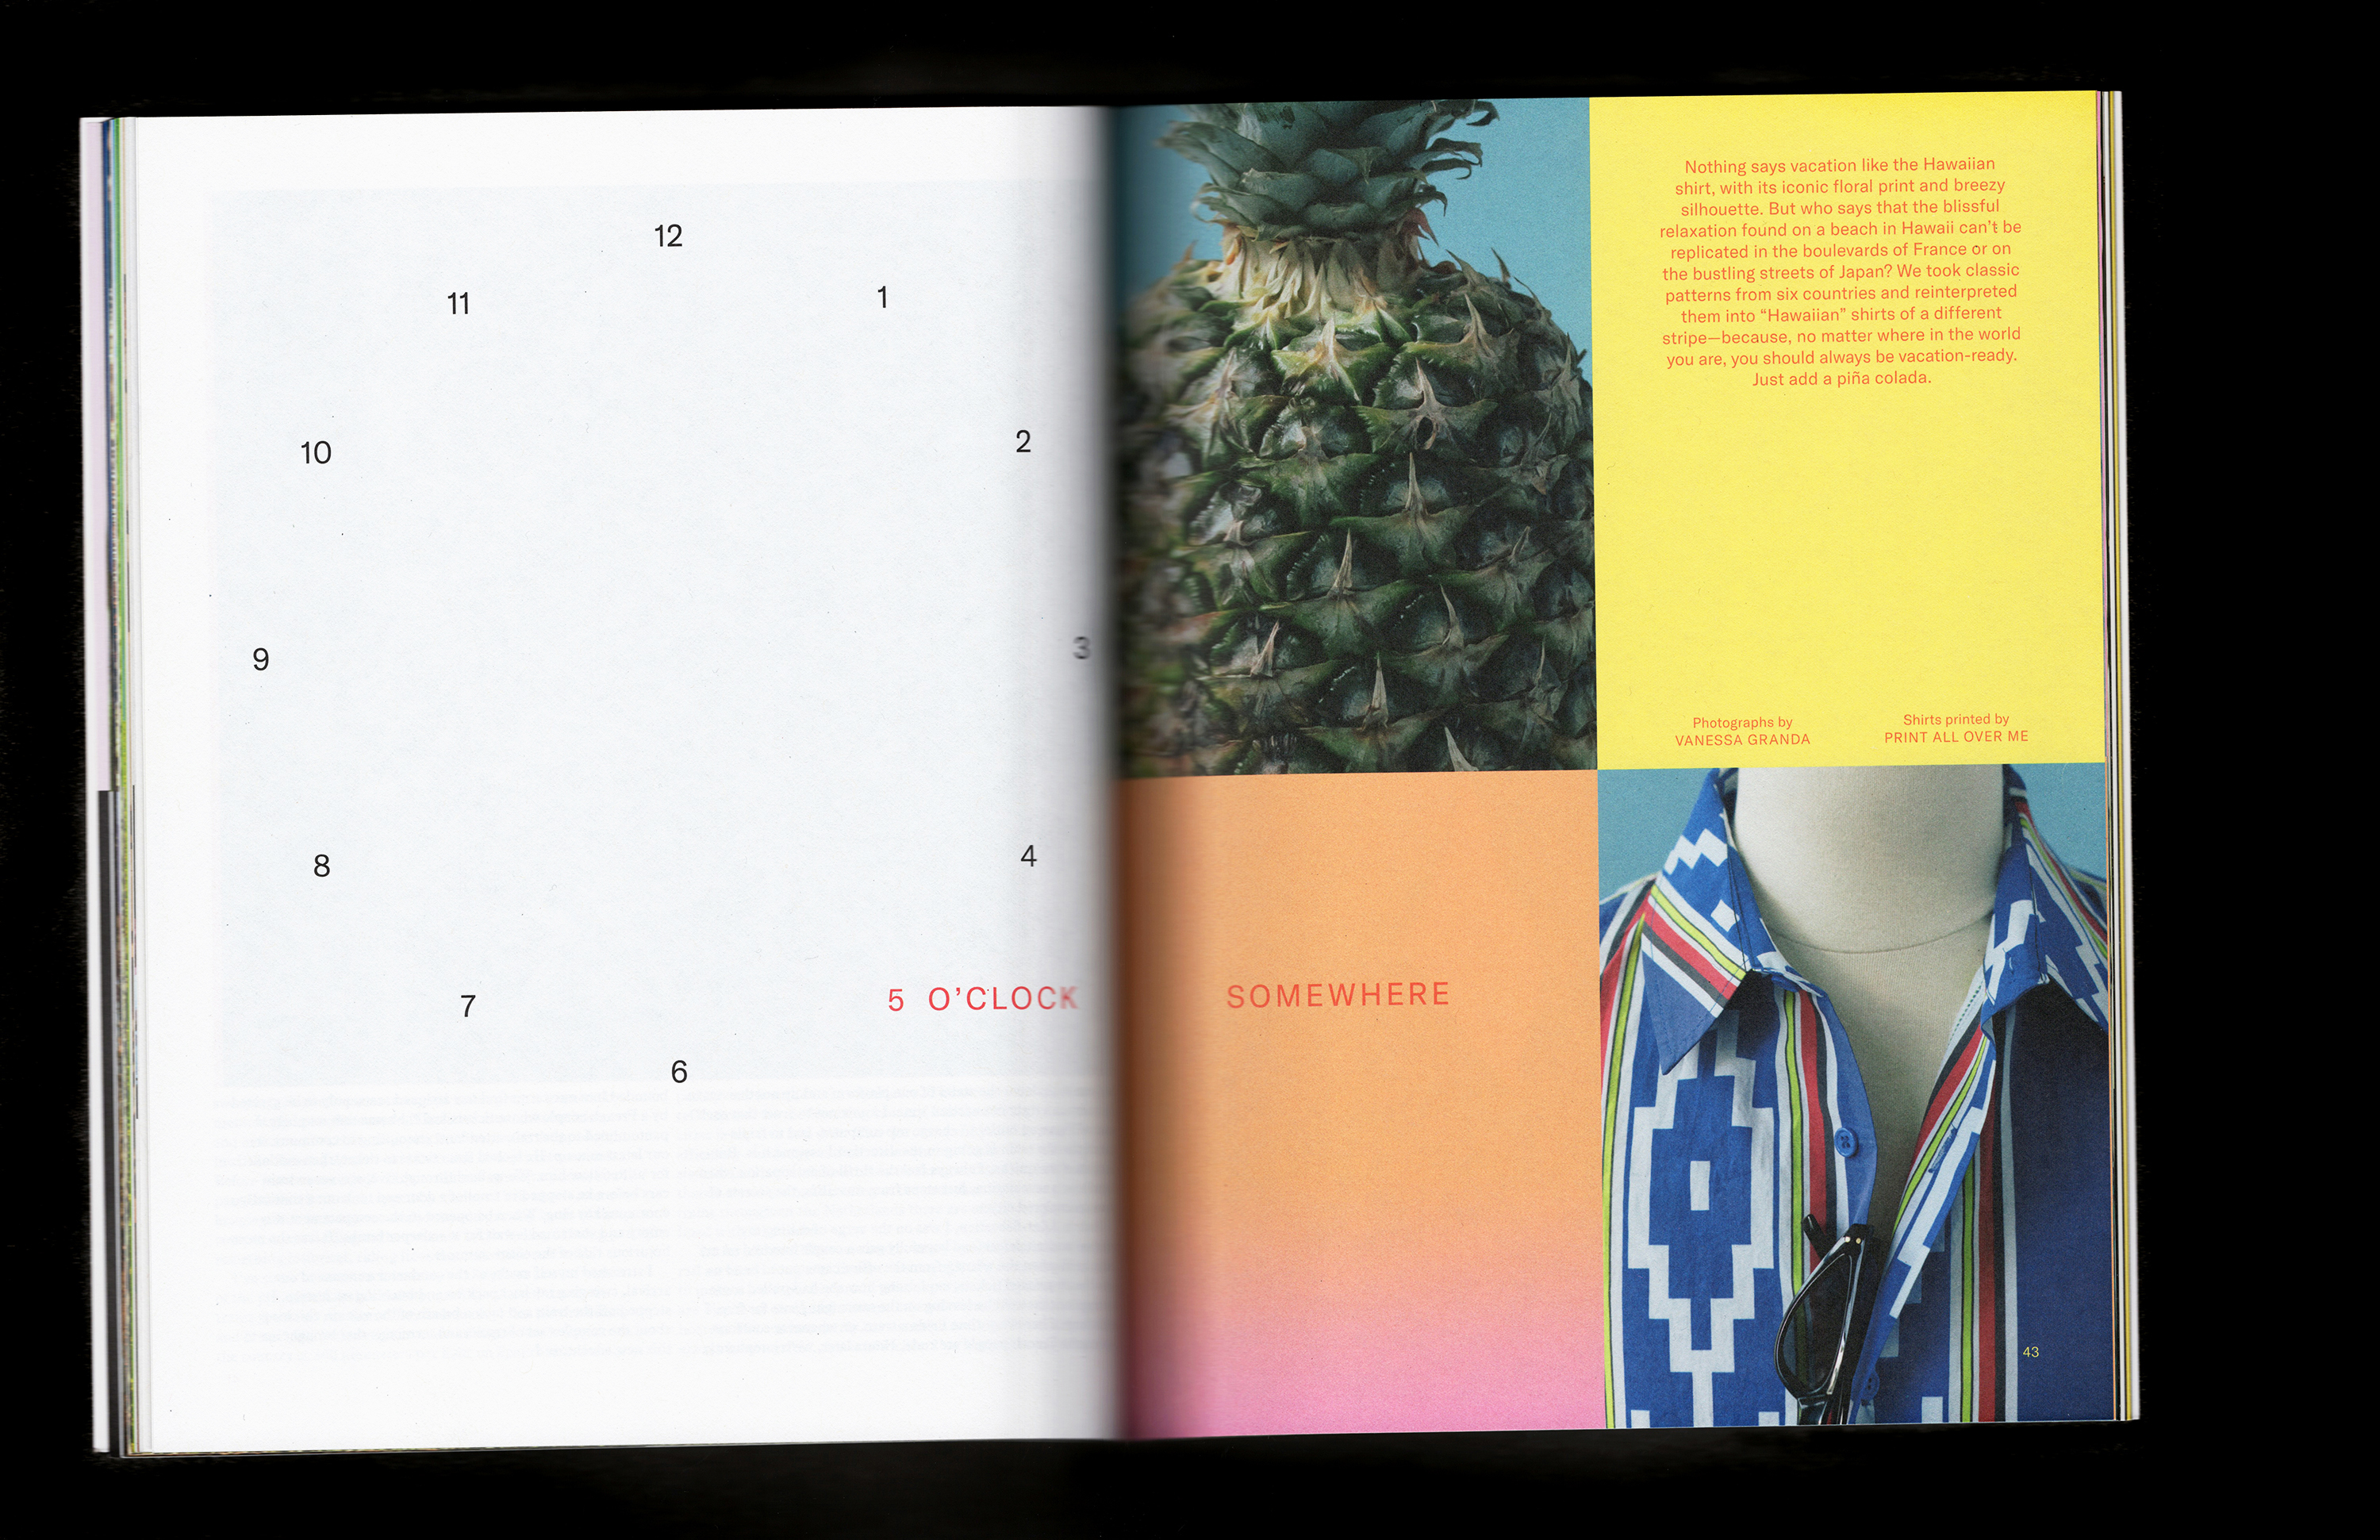 12
11
1
10
2
9
3
8
4
7
5 O’CLOCK SOMEWHERE
6
Nothing says vacation like the Hawaiian
shirt, with its iconic floral print and breezy
silhouette. But who says that the blissful
relaxation found on a beach in Hawaii can’t be
replicated in the boulevards of France or on
the bustling streets of Japan? We took classic
patterns from six countries and reinterpreted
them into “Hawaiian” shirts of a different
stripe—because, no matter where in the world
you are, you should always be vacation-ready.
Just add a piña colada.
Photographs by
VANESSA GRANDA
Shirts printed by
PRINT ALL OVER ME
43